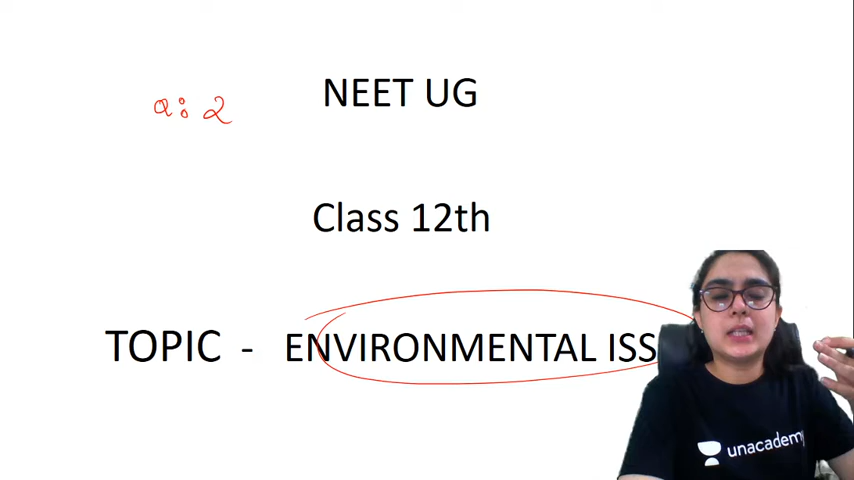 NEET UG
Q: 2
Class 12th
TOPIC - ENVIRONMENTAL ISS
unacademy